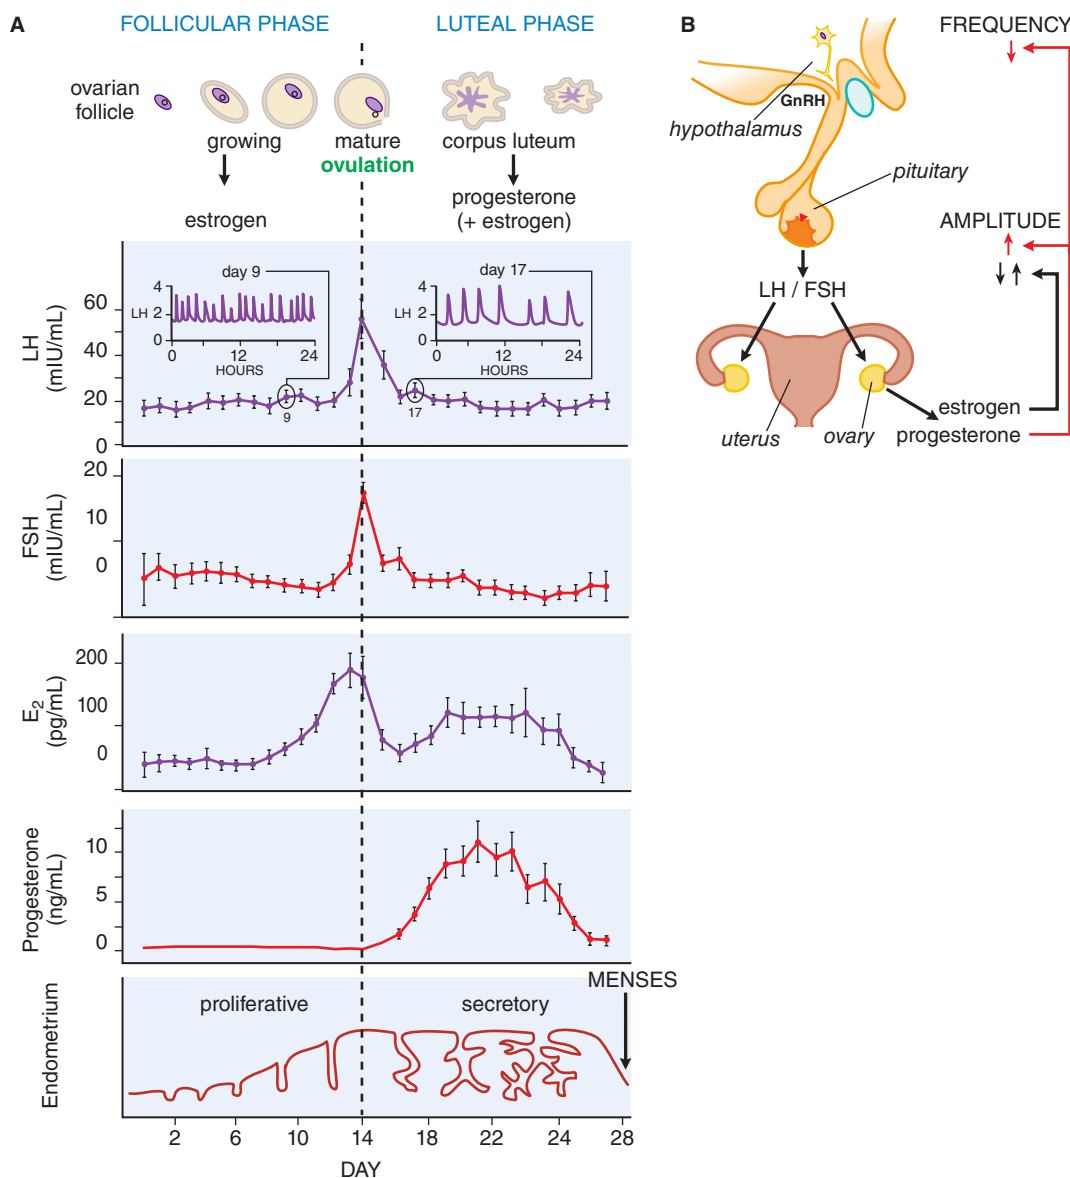 A
FOLLICULAR PHASE
LUTEAL PHASE
ovarian
follicle
growing
mature
ovulation
corpus luteum
estrogen
progesterone
(+ estrogen)
LH
(mIU/mL)
60
40
20
0
day 9
LH
4
2
0
0
12
24
HOURS
day 17
LH
4
2
0
0
12
24
HOURS
9
17
FSH
(mIU/mL)
20
10
0
E2
(pg/mL)
200
100
0
Progesterone
(ng/mL)
10
5
0
Endometrium
proliferative
secretory
MENSES
2
6
10
14
18
22
24
28
DAY
B
FREQUENCY
GnRH
hypothalamus
pituitary
AMPLITUDE
LH / FSH
uterus
ovary
estrogen
progesterone